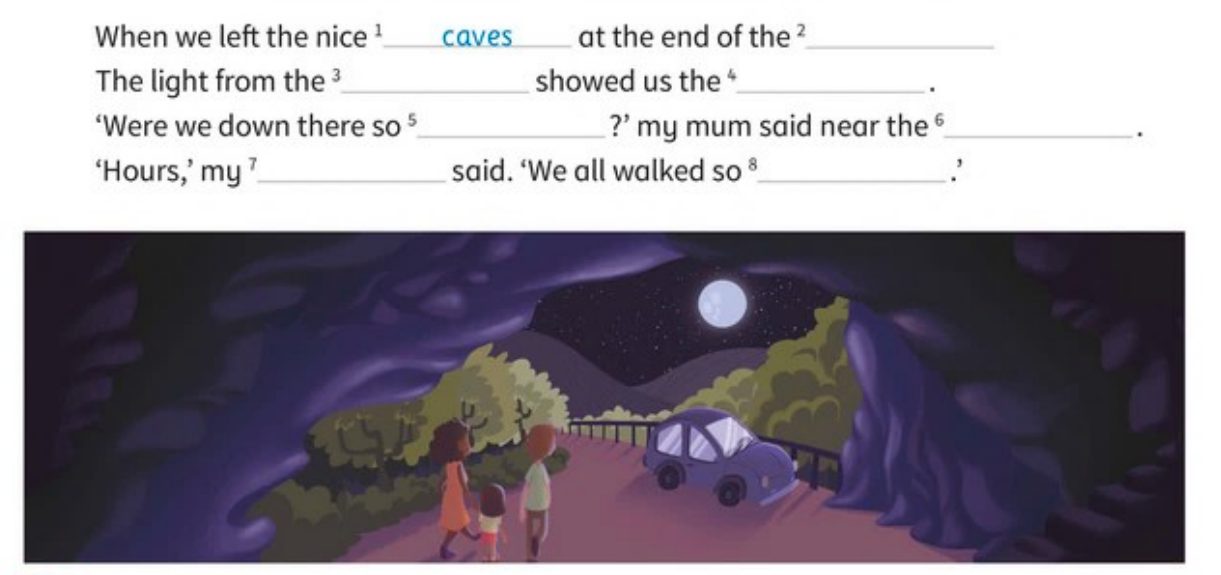 When we left the nice ¹ caves at the end of the ²
The light from the ³ showed us the ⁴ .
‘Were we down there so ⁵ ?’ my mum said near the ⁶ .
‘Hours,’ my ⁷ said. ‘We all walked so ⁸ .’